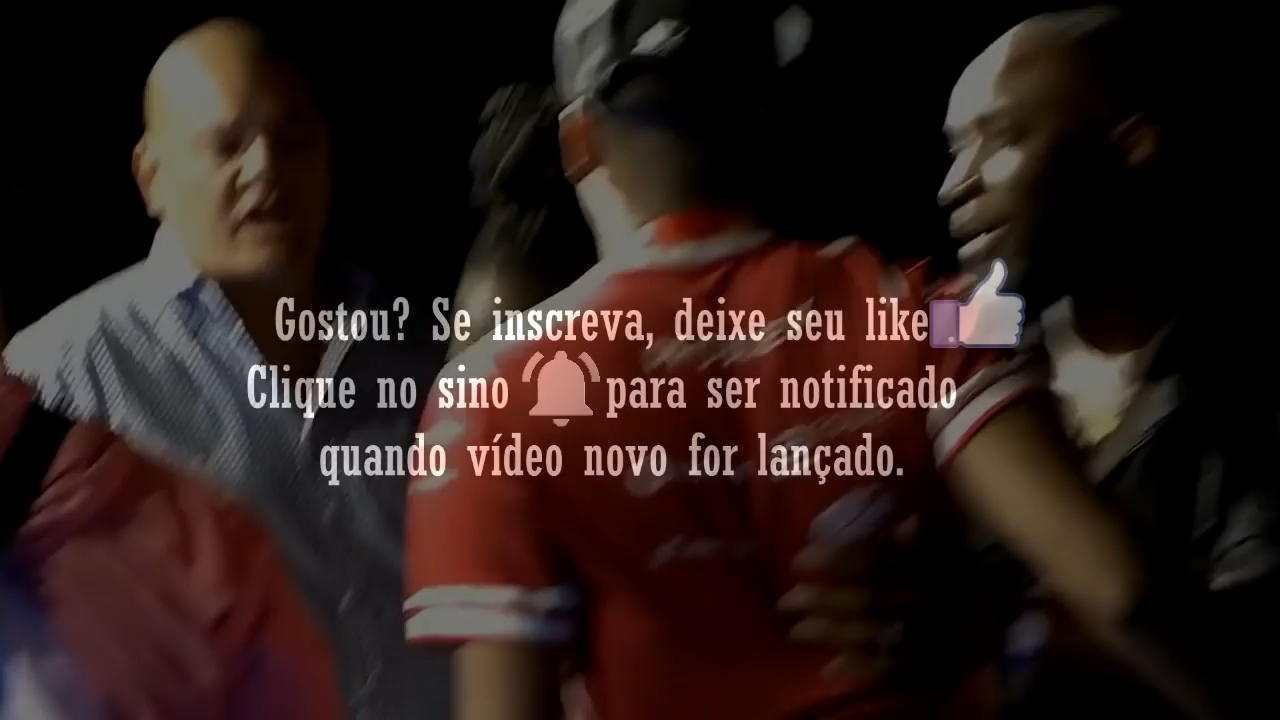 Gostou? Se inscreva, deixe seu like
Clique no sino para ser notificado
quando vídeo novo for lançado.